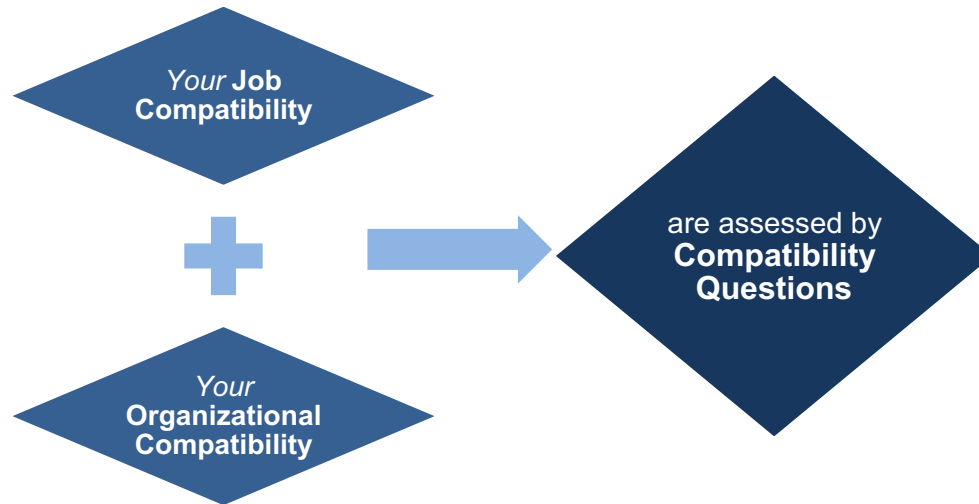 Your Job
Compatibility
Your
Organizational
Compatibility
are assessed by
Compatibility
Questions